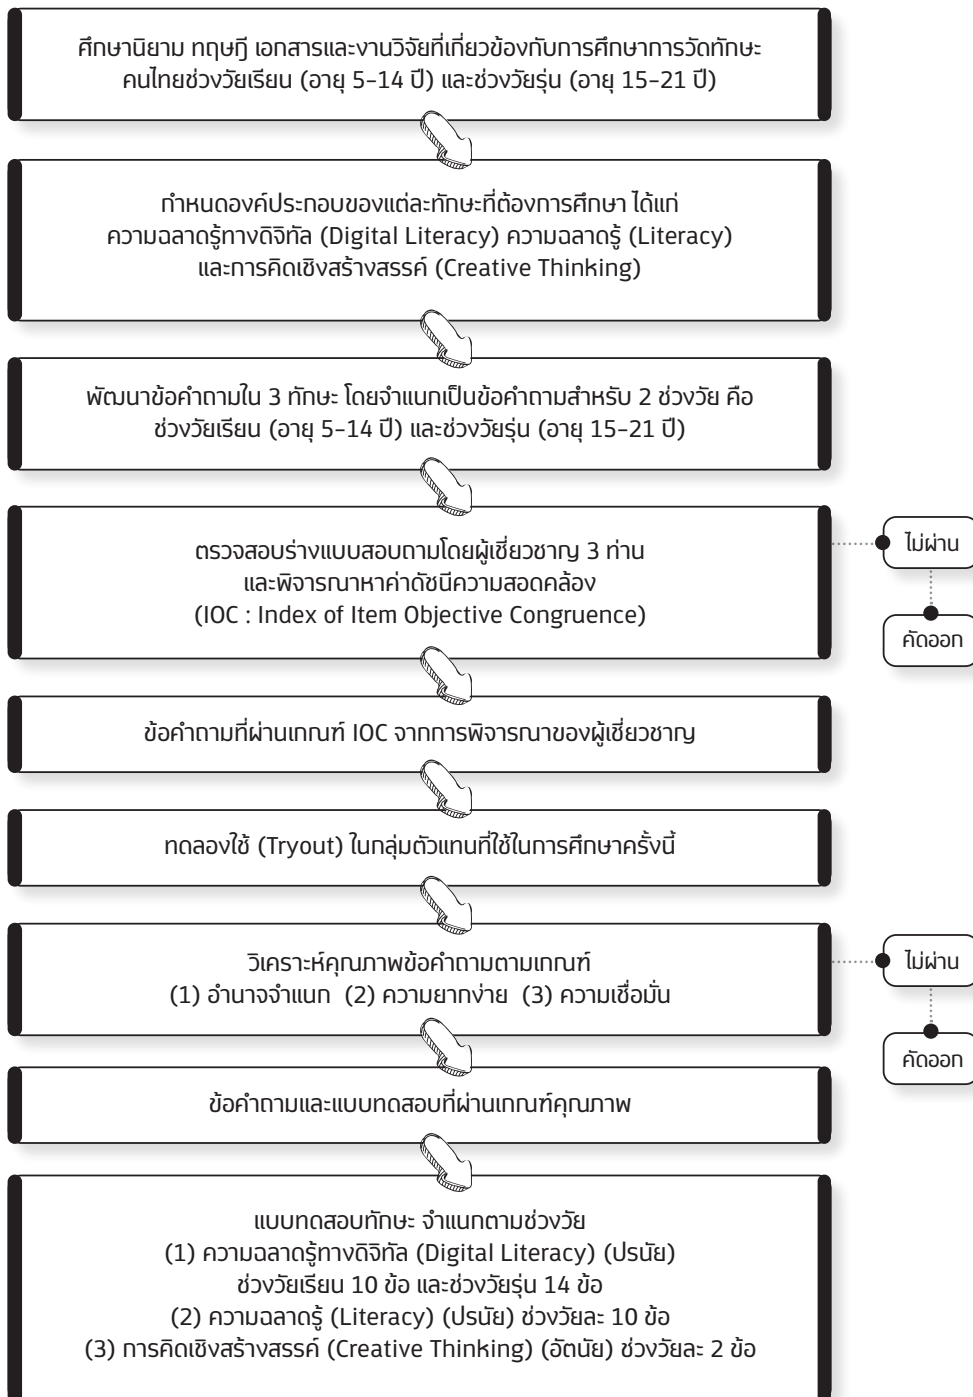 ศึกษานิยาม ทฤษฎี เอกสารและงานวิจัยที่เกี่ยวข้องกับการศึกษาการวัดทักษะ
คนไทยช่วงวัยเรียน (อายุ 5-14 ปี) และช่วงวัยรุ่น (อายุ 15-21 ปี)
กำหนดองค์ประกอบของแต่ละทักษะที่ต้องการศึกษา ได้แก่
ความฉลาดรู้ทางดิจิทัล (Digital Literacy) ความฉลาดรู้ (Literacy)
และการคิดเชิงสร้างสรรค์ (Creative Thinking)
พัฒนาข้อคำถามใน 3 ทักษะ โดยจำแนกเป็นข้อคำถามสำหรับ 2 ช่วงวัย คือ
ช่วงวัยเรียน (อายุ 5-14 ปี) และช่วงวัยรุ่น (อายุ 15-21 ปี)
ตรวจสอบร่างแบบสอบถามโดยผู้เชี่ยวชาญ 3 ท่าน
และพิจารณาหาค่าดัชนีความสอดคล้อง
(IOC : Index of Item Objective Congruence)
ไม่ผ่าน
คัดออก
ข้อคำถามที่ผ่านเกณฑ์ IOC จากการพิจารณาของผู้เชี่ยวชาญ
ทดลองใช้ (Tryout) ในกลุ่มตัวแทนที่ใช้ในการศึกษาครั้งนี้
วิเคราะห์คุณภาพข้อคำถามตามเกณฑ์
(1) อำนาจจำแนก (2) ความยากง่าย (3) ความเชื่อมั่น
ไม่ผ่าน
คัดออก
ข้อคำถามและแบบทดสอบที่ผ่านเกณฑ์คุณภาพ
แบบทดสอบทักษะ จำแนกตามช่วงวัย
(1) ความฉลาดรู้ทางดิจิทัล (Digital Literacy) (ปรนัย)
ช่วงวัยเรียน 10 ข้อ และช่วงวัยรุ่น 14 ข้อ
(2) ความฉลาดรู้ (Literacy) (ปรนัย) ช่วงวัยละ 10 ข้อ
(3) การคิดเชิงสร้างสรรค์ (Creative Thinking) (อัตนัย) ช่วงวัยละ 2 ข้อ